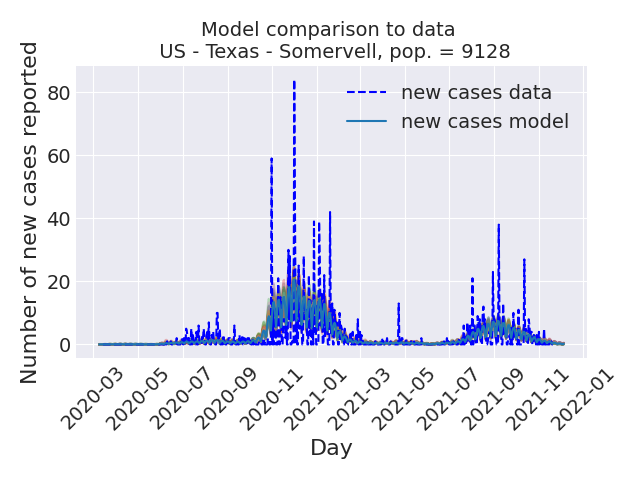 Model comparison to data
US - Texas - Somervell, pop. = 9128
Number of new cases reported
80
60
40
20
0
new cases data
new cases model
2020-03
2020-05
2020-07
2020-09
2020-11
2021-01
2021-03
2021-05
2021-07
2021-09
2021-11
2022-01
Day